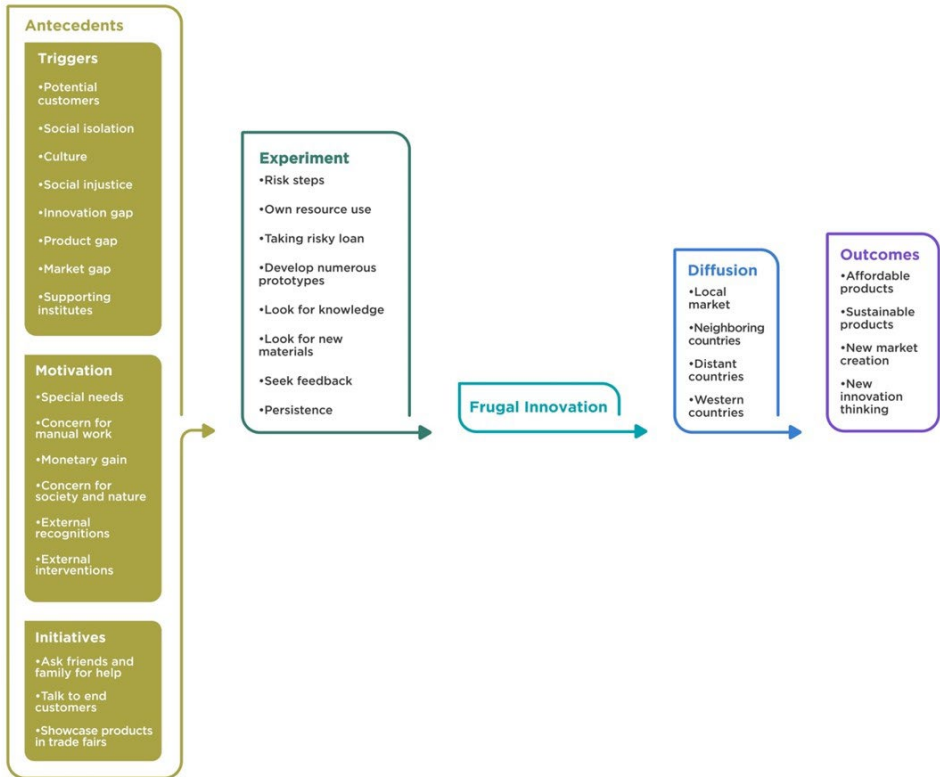 Antecedents
Triggers
•Potential
customers
•Social isolation
•Culture
•Social injustice
•Innovation gap
•Product gap
•Market gap
•Supporting
institutes
Motivation
•Special needs
•Concern for
manual work
•Monetary gain
•Concern for
society and nature
•External
recognitions
•External
interventions
Initiatives
•Ask friends and
family for help
•Talk to end
customers
•Showcase products
in trade fairs
Experiment
•Risk steps
•Own resource use
•Taking risky loan
•Develop numerous
prototypes
•Look for knowledge
•Look for new
materials
•Seek feedback
•Persistence
Frugal Innovation
Diffusion
•Local
market
•Neighboring
countries
•Distant
countries
•Western
countries
Outcomes
•Affordable
products
•Sustainable
products
•New market
creation
•New
innovation
thinking